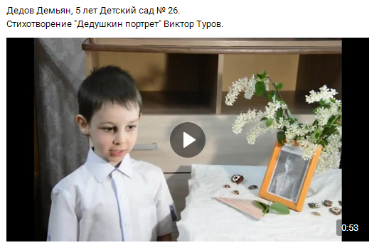 Дедов Демьян, 5 лет Детский сад № 26.
Стихотворение "Дедушкин портрет" Виктор Туров.
0:53